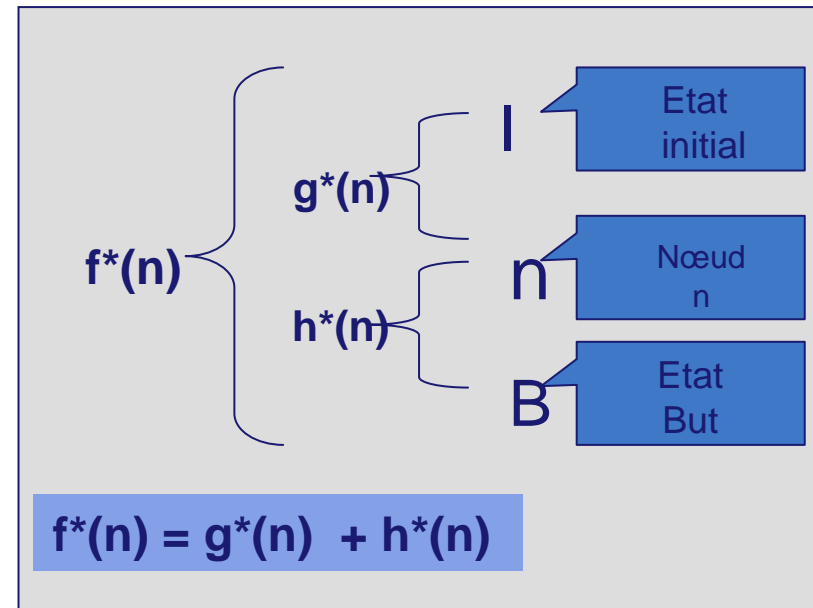 I
Etat
initial
g*(n)
f*(n)
n
Nœud
n
h*(n)
B
Etat
But
f*(n) = g*(n) + h*(n)